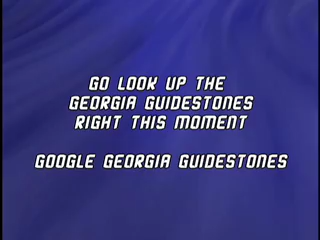 GO LOOK UP THE
GEORGIA GUIDESTONES
RIGHT THIS MOMENT
GOOGLE GEORGIA GUIDESTONES